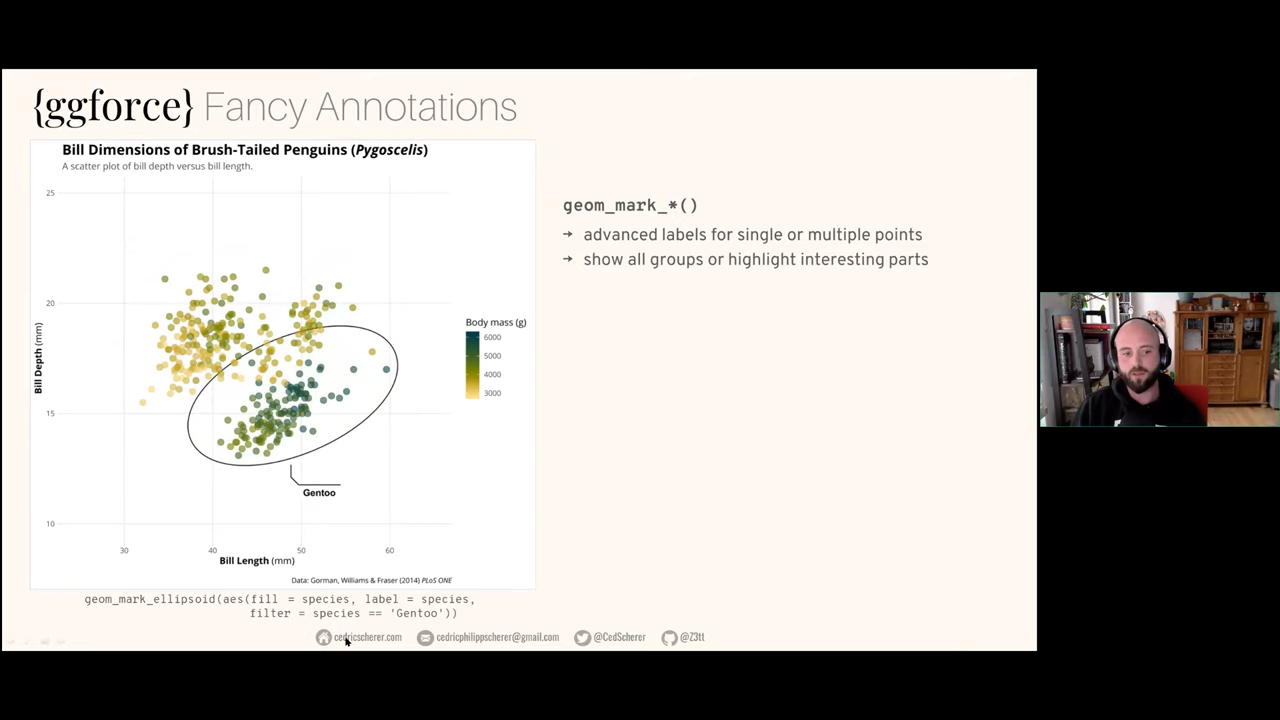 {ggforce} Fancy Annotations
Bill Dimensions of Brush-Tailed Penguins (Pygoscelis)
A scatter plot of bill depth versus bill length.
25
20
15
10
Bill Depth (mm)
30 40 50 60
Bill Length (mm)
Gentoo
Body mass (g)
6000
5000
4000
3000
Data: Gorman, Williams & Fraser (2014) PLoS ONE
geom_mark_ellipsoid(aes(fill = species, label = species,
filter = species == 'Gentoo'))
geom_mark_*()
→ advanced labels for single or multiple points
→ show all groups or highlight interesting parts
cedricscherer.com cedricphilippscherer@gmail.com @CedScherer @Z3tt